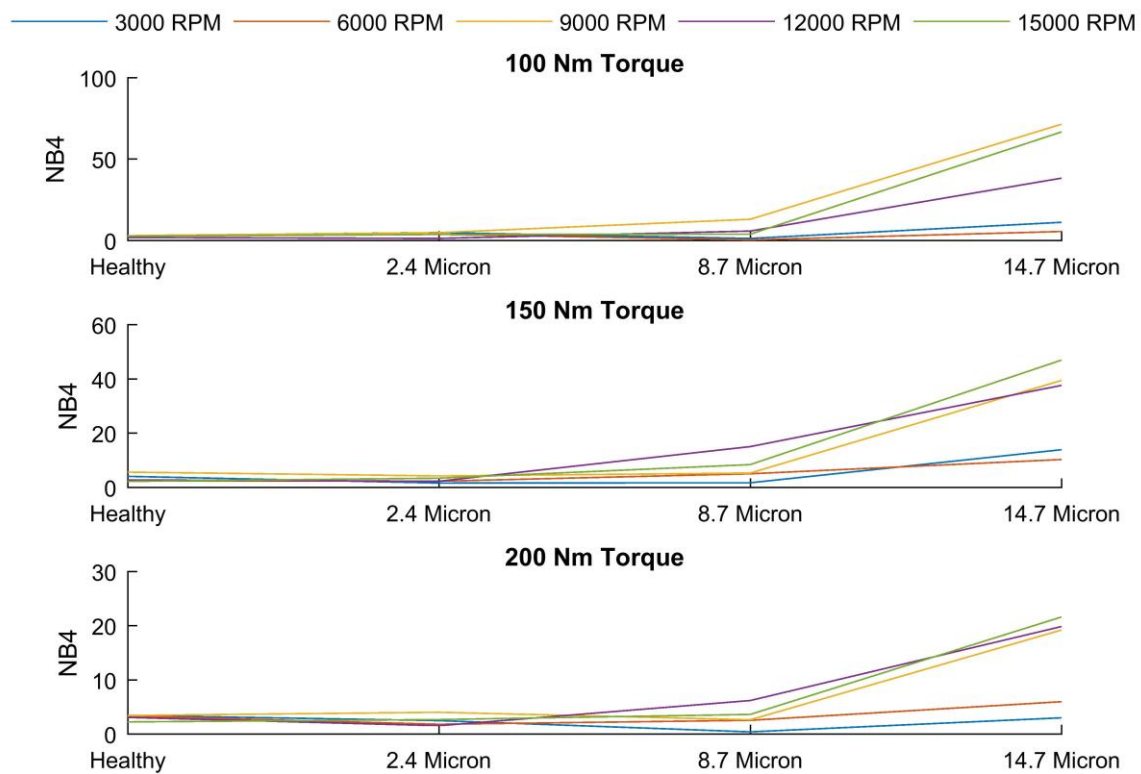 3000 RPM 6000 RPM 9000 RPM 12000 RPM 15000 RPM
100 Nm Torque
100
50
0
NB4
Healthy 2.4 Micron 8.7 Micron 14.7 Micron
150 Nm Torque
60
40
20
0
NB4
Healthy 2.4 Micron 8.7 Micron 14.7 Micron
200 Nm Torque
30
20
10
0
NB4
Healthy 2.4 Micron 8.7 Micron 14.7 Micron